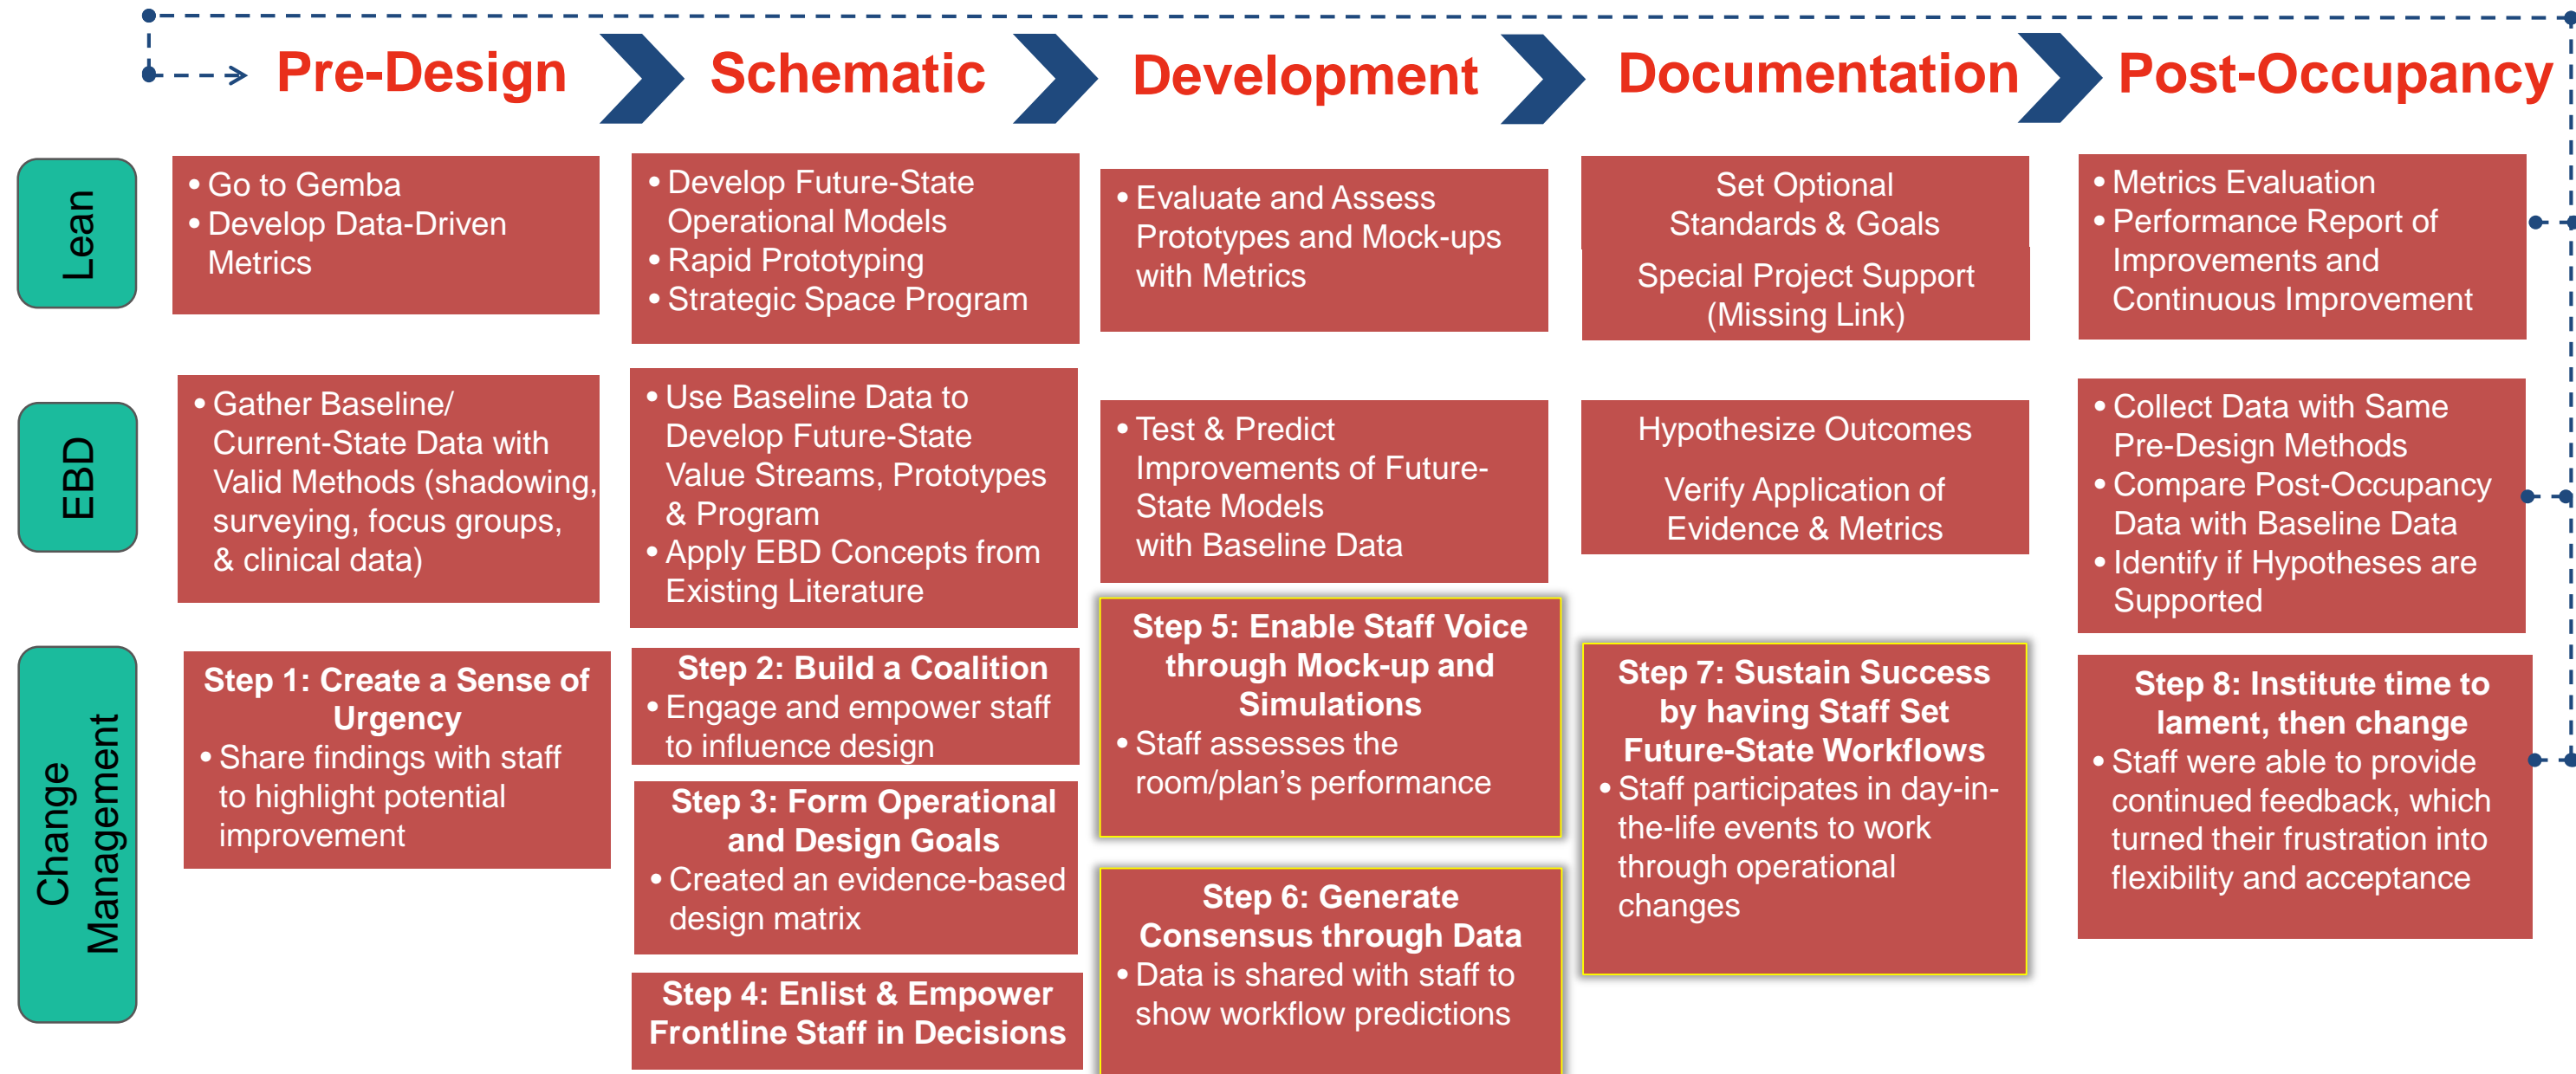 Pre-Design
Schematic
Development
Documentation
Post-Occupancy
Lean
• Go to Gemba
• Develop Data-Driven
Metrics
• Develop Future-State
Operational Models
• Rapid Prototyping
• Strategic Space Program
• Evaluate and Assess
Prototypes and Mock-ups
with Metrics
Set Optional
Standards & Goals
Special Project Support
(Missing Link)
• Metrics Evaluation
• Performance Report of
Improvements and
Continuous Improvement
EBD
• Gather Baseline/
Current-State Data with
Valid Methods (shadowing,
surveying, focus groups,
& clinical data)
• Use Baseline Data to
Develop Future-State
Value Streams, Prototypes
& Program
• Apply EBD Concepts from
Existing Literature
• Test & Predict
Improvements of Future-
State Models
with Baseline Data
Hypothesize Outcomes
Verify Application of
Evidence & Metrics
• Collect Data with Same
Pre-Design Methods
• Compare Post-Occupancy
Data with Baseline Data
• Identify if Hypotheses are
Supported
Change
Management
Step 1: Create a Sense of
Urgency
• Share findings with staff
to highlight potential
improvement
Step 2: Build a Coalition
• Engage and empower staff
to influence design
Step 3: Form Operational
and Design Goals
• Created an evidence-based
design matrix
Step 4: Enlist & Empower
Frontline Staff in Decisions
Step 5: Enable Staff Voice
through Mock-up and
Simulations
• Staff assesses the
room/plan's performance
Step 6: Generate
Consensus through Data
• Data is shared with staff to
show workflow predictions
Step 7: Sustain Success
by having Staff Set
Future-State Workflows
• Staff participates in day-in-
the-life events to work
through operational
changes
Step 8: Institute time to
lament, then change
• Staff were able to provide
continued feedback, which
turned their frustration into
flexibility and acceptance